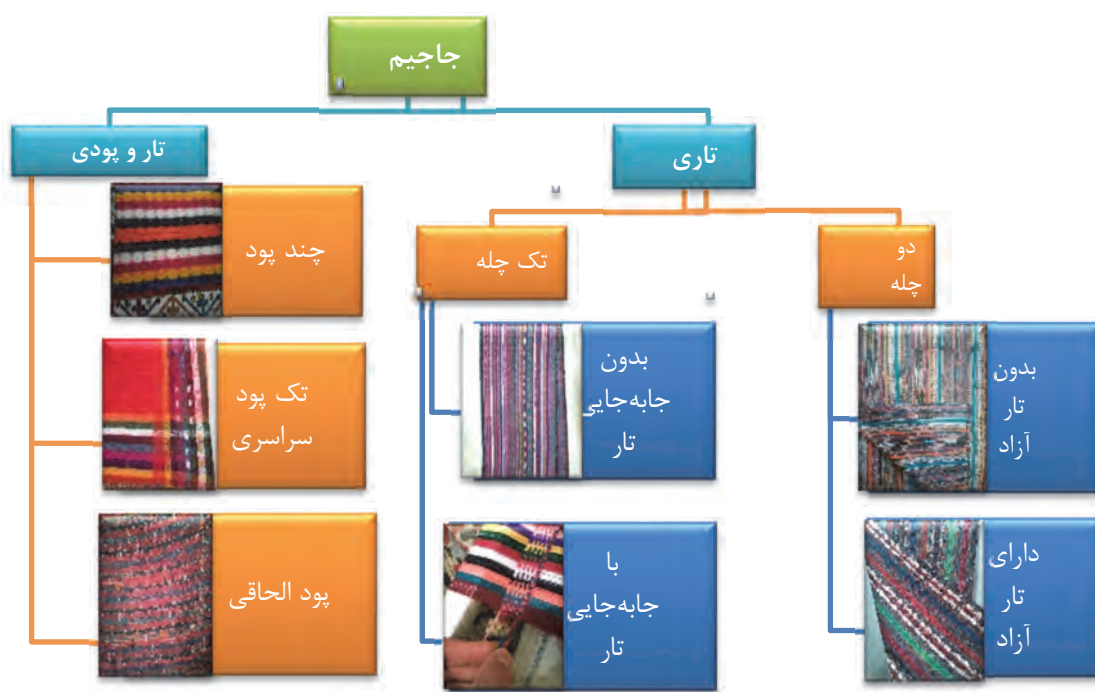 جاجیم
تاری
تار و پودی
دو
چله
تک چله
چند پود
بدون
تار
آزاد
بدون
جابه‌جایی
تار
تک پود
سراسری
دارای
تار
آزاد
با
جابه‌جایی
تار
پود الحاقی